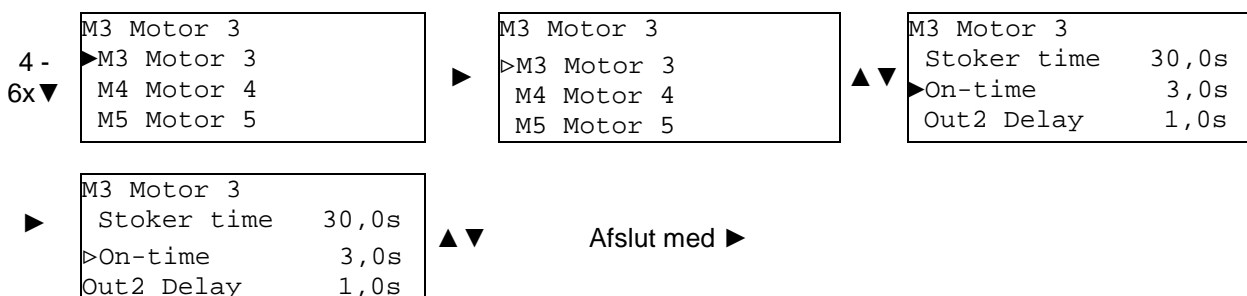 4 -
6x▼
M3 Motor 3
►M3 Motor 3
M4 Motor 4
M5 Motor 5
►
M3 Motor 3
▷M3 Motor 3
M4 Motor 4
M5 Motor 5
▲▼
M3 Motor 3
Stoker time 30,0s
►On-time 3,0s
Out2 Delay 1,0s
►
M3 Motor 3
Stoker time 30,0s
▷On-time 3,0s
Out2 Delay 1,0s
▲▼
Afslut med ►